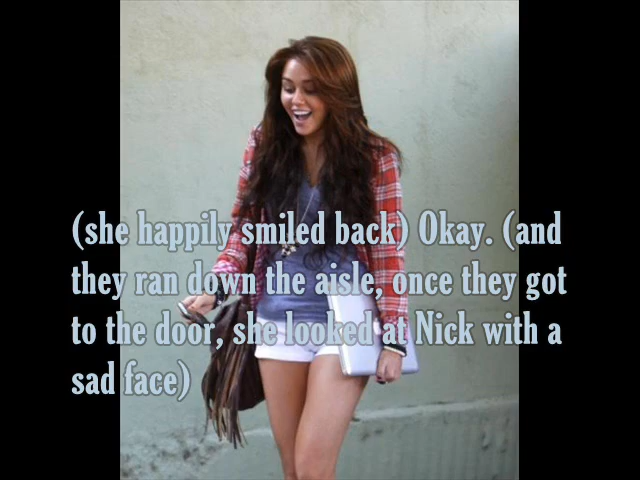 (she happily smiled back) Okay. (and
they ran down the aisle, once they got
to the door, she looked at Nick with a
sad face)